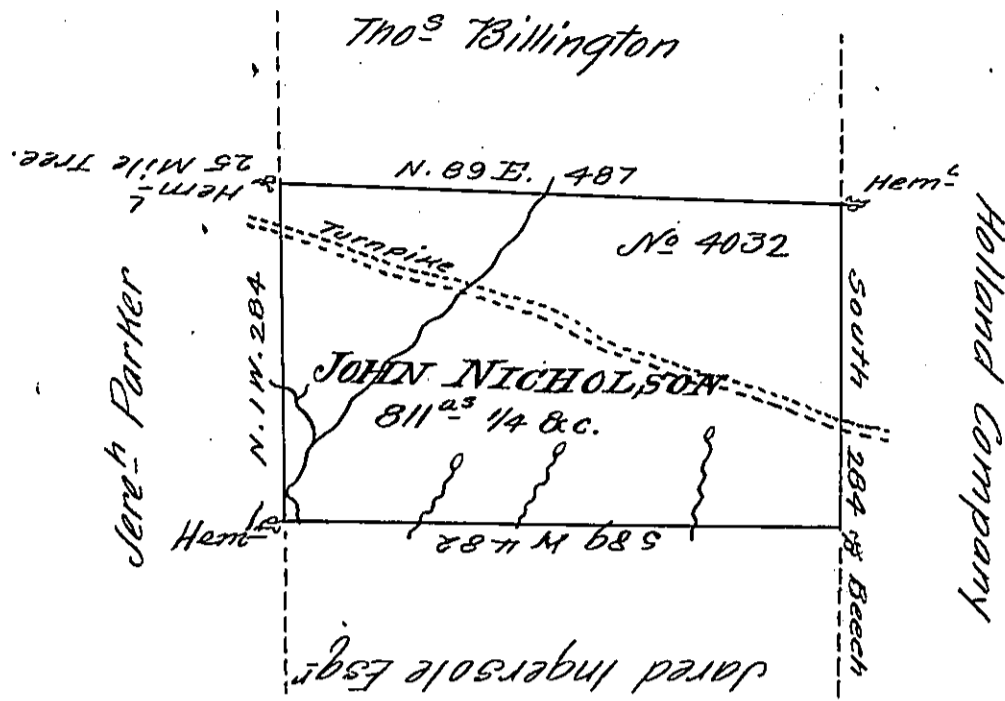 Thoˢ Billington
Hemᴸ
25 Mile Tree.
N. 89 E. 487
Hemᴸ
Nº 4032
Turnpike
Holland Company
South 284
Beech
Jereʰ Parker
N. 1 W. 284
JOHN NICHOLSON
811ᵃˢ 1/4 &c.
Hemᴸ
S 89 W 482
Jared Ingersole Esqʳ